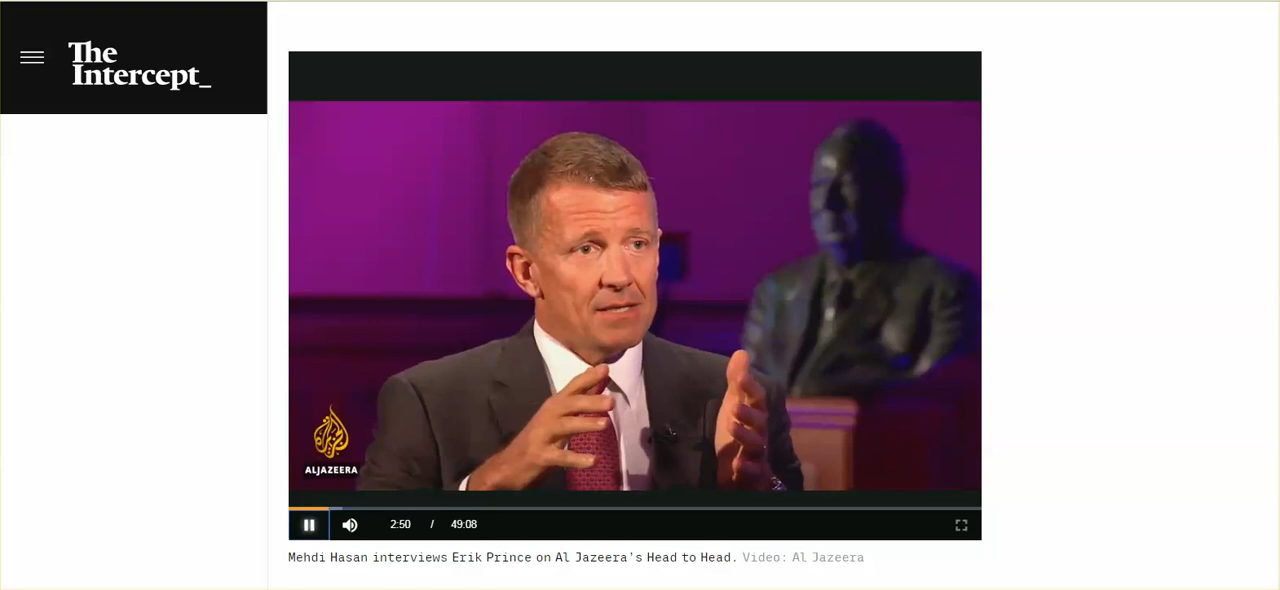 The
Intercept_
ALJAZEERA
2:50 / 49:08
Mehdi Hasan interviews Erik Prince on Al Jazeera’s Head to Head. Video: Al Jazeera